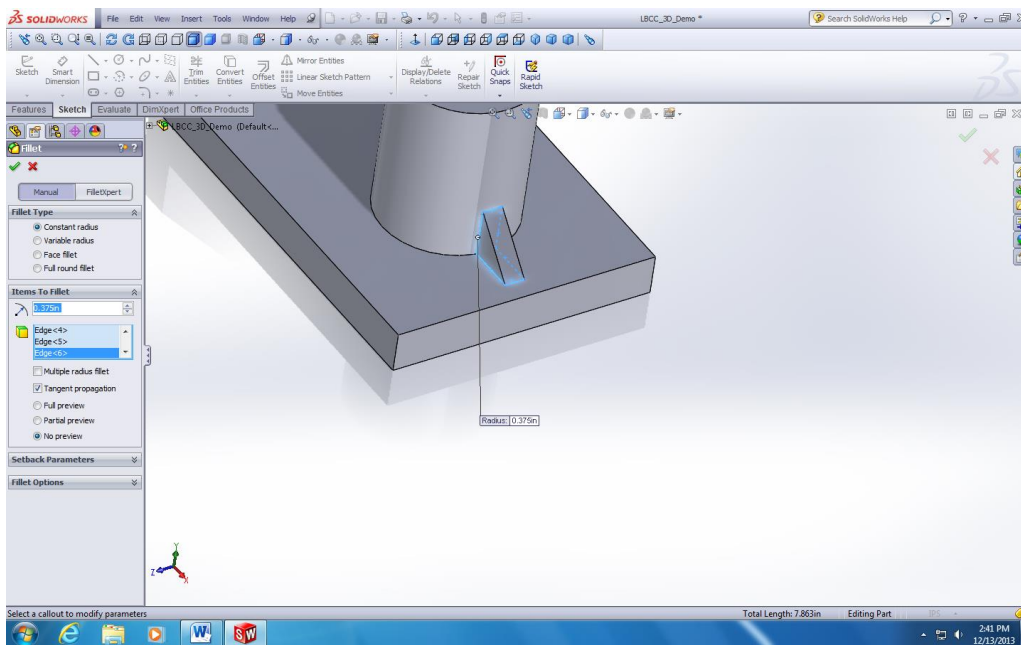 SOLIDWORKS File Edit View Insert Tools Window Help LBCC_3D_Demo * Search SolidWorks Help
Sketch Smart Dimension Trim Entities Convert Entities Offset Entities Mirror Entities Linear Sketch Pattern Move Entities Display/Delete Relations Repair Sketch Quick Snaps Rapid Sketch
Features Sketch Evaluate DimXpert Office Products
LBCC_3D_Demo (Default<...
Fillet
Manual FilletXpert
Fillet Type
Constant radius
Variable radius
Face fillet
Full round fillet
Items To Fillet
0.375in
Edge<4>
Edge<5>
Edge<6>
Multiple radius fillet
Tangent propagation
Full preview
Partial preview
No preview
Radius: 0.375in
Setback Parameters
Fillet Options
Y
Z X
Select a callout to modify parameters Total Length: 7.863in Editing Part IPS
2:41 PM
12/13/2013